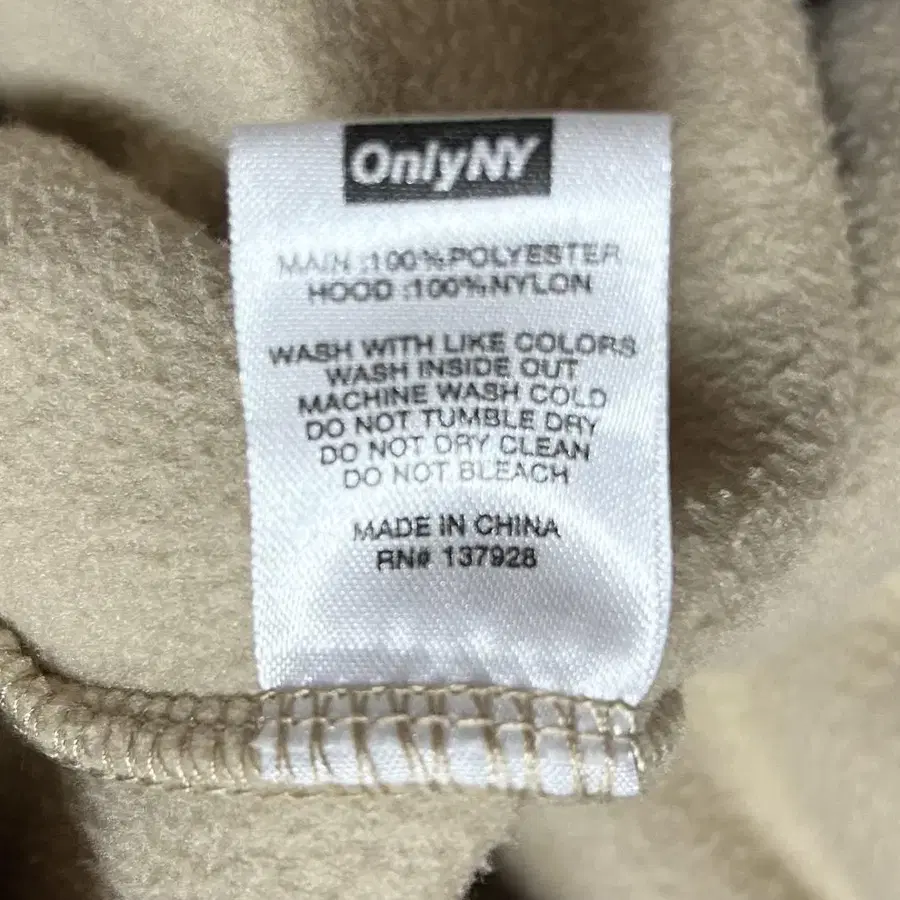 OnlyNY
MAIN :100%POLYESTER
HOOD :100%NYLON
WASH WITH LIKE COLORS
WASH INSIDE OUT
MACHINE WASH COLD
DO NOT TUMBLE DRY
DO NOT DRY CLEAN
DO NOT BLEACH
MADE IN CHINA
RN# 137928